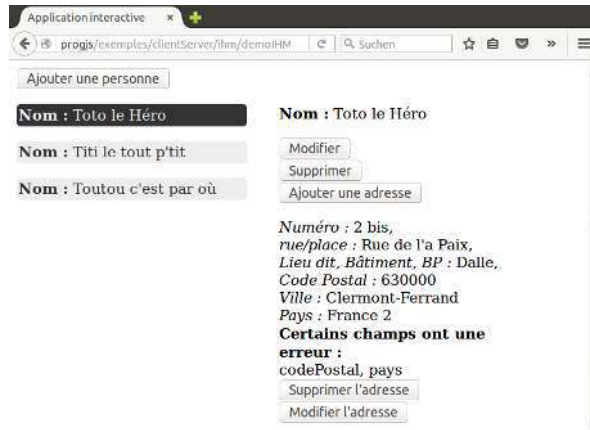 Application interactive
progjs/exemples/clientServer/ihm/demoIHM
Suchen
Ajouter une personne
Nom : Toto le Héro
Nom : Titi le tout p'tit
Nom : Toutou c'est par où
Nom : Toto le Héro
Modifier
Supprimer
Ajouter une adresse
Numéro : 2 bis,
rue/place : Rue de l'a Paix,
Lieu dit, Bâtiment, BP : Dalle,
Code Postal : 630000
Ville : Clermont-Ferrand
Pays : France 2
Certains champs ont une
erreur :
codePostal, pays
Supprimer l'adresse
Modifier l'adresse